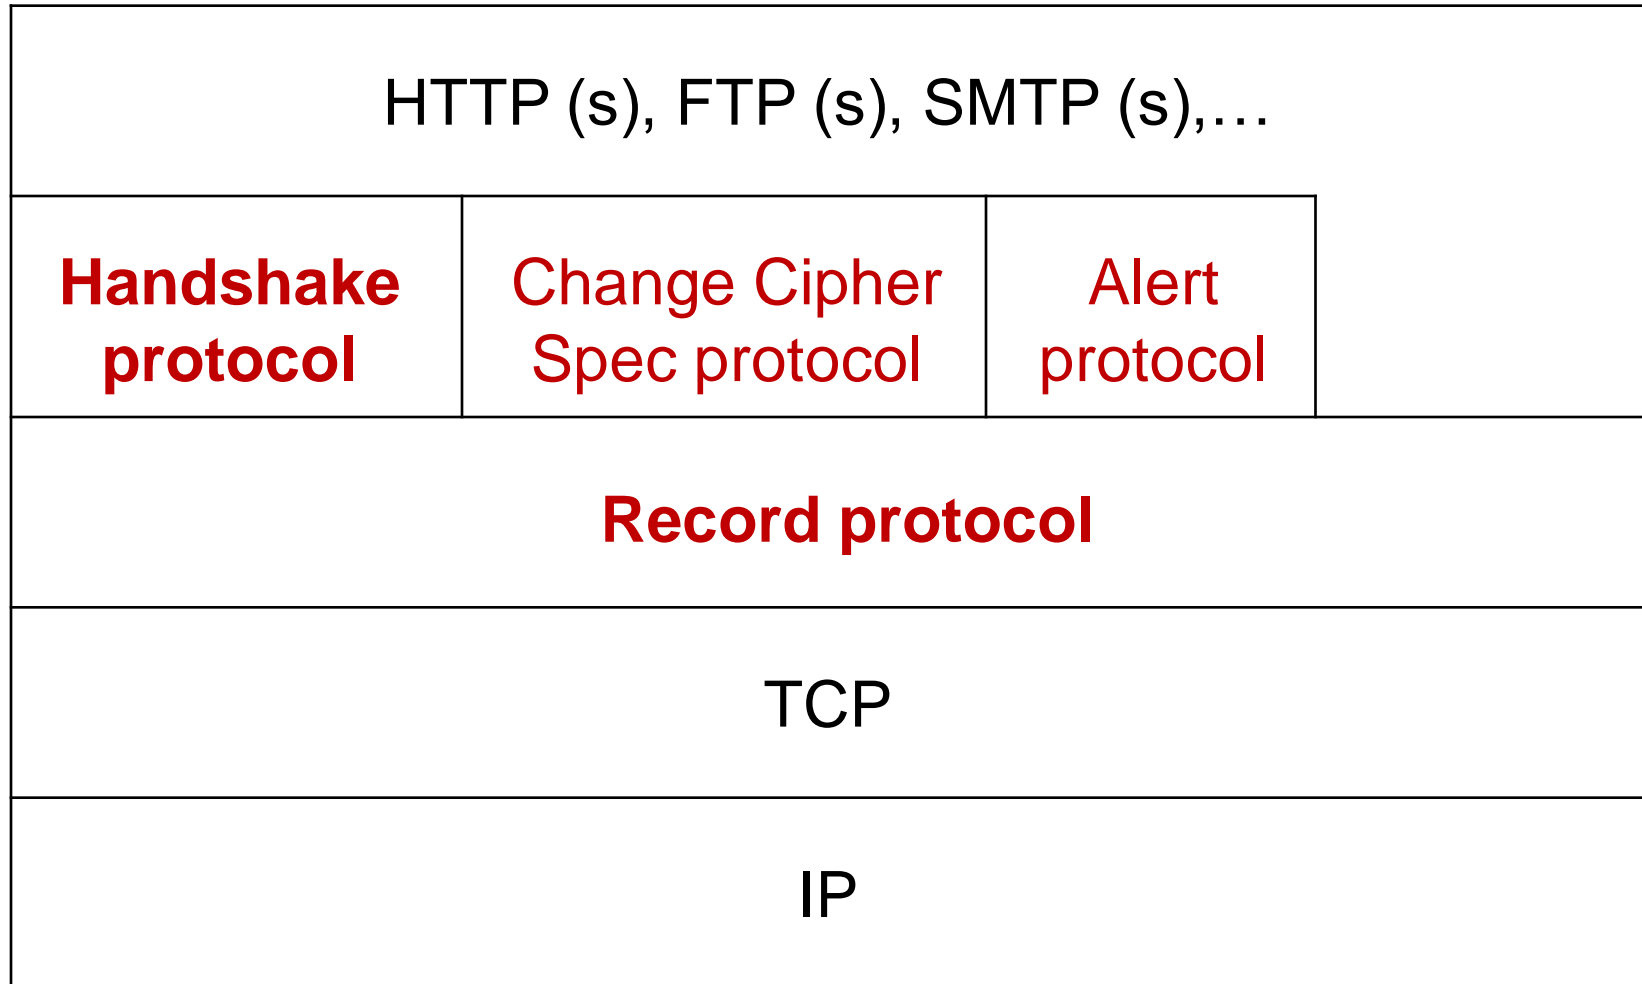 HTTP (s), FTP (s), SMTP (s),…
Handshake
protocol
Change Cipher
Spec protocol
Alert
protocol
Record protocol
TCP
IP